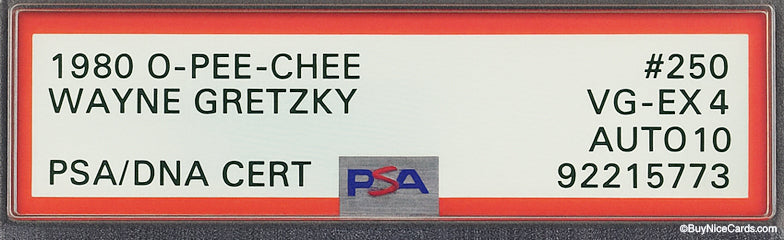 1980 O-PEE-CHEE #250
WAYNE GRETZKY VG-EX 4
AUTO 10
PSA/DNA CERT PSA 92215773
©BuyNiceCards.com